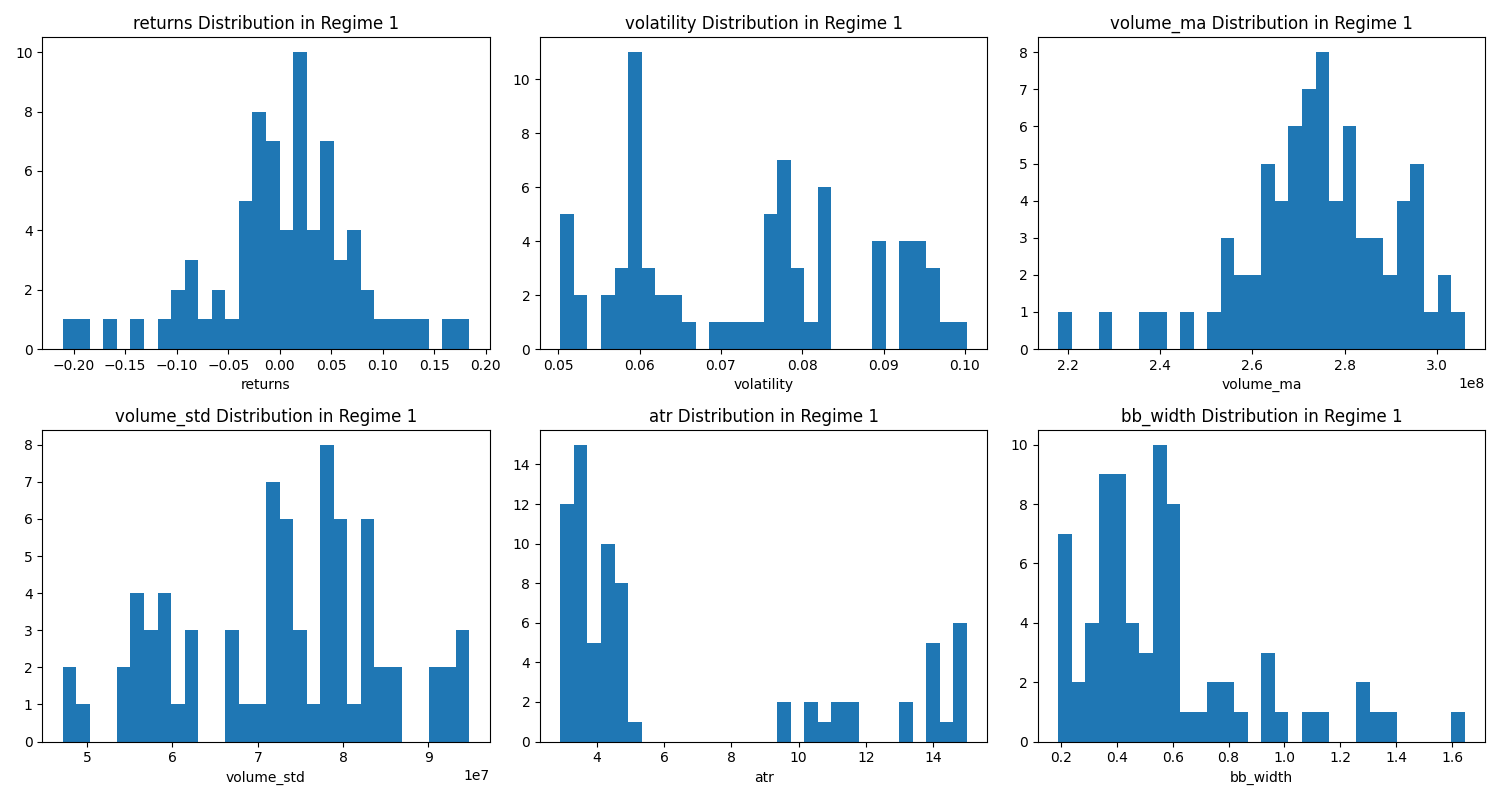 returns Distribution in Regime 1
10
8
6
4
2
0
−0.20 −0.15 −0.10 −0.05 0.00 0.05 0.10 0.15 0.20
returns
volatility Distribution in Regime 1
10
8
6
4
2
0
0.05 0.06 0.07 0.08 0.09 0.10
volatility
volume_ma Distribution in Regime 1
8
7
6
5
4
3
2
1
0
2.2 2.4 2.6 2.8 3.0
1e8
volume_ma
volume_std Distribution in Regime 1
8
7
6
5
4
3
2
1
0
5 6 7 8 9
1e7
volume_std
atr Distribution in Regime 1
14
12
10
8
6
4
2
0
4 6 8 10 12 14
atr
bb_width Distribution in Regime 1
10
8
6
4
2
0
0.2 0.4 0.6 0.8 1.0 1.2 1.4 1.6
bb_width